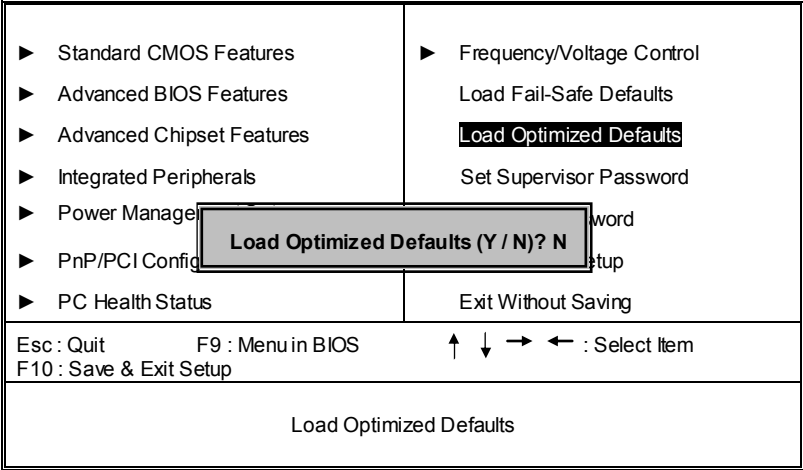 ► Standard CMOS Features
► Advanced BIOS Features
► Advanced Chipset Features
► Integrated Peripherals
► Power Manage
► PnP/PCI Config
► PC Health Status
► Frequency/Voltage Control
Load Fail-Safe Defaults
Load Optimized Defaults
Set Supervisor Password
word
tup
Exit Without Saving
Load Optimized Defaults (Y / N)? N
Esc : Quit F9 : Menu in BIOS ↑ ↓ → ← : Select Item
F10 : Save & Exit Setup
Load Optimized Defaults